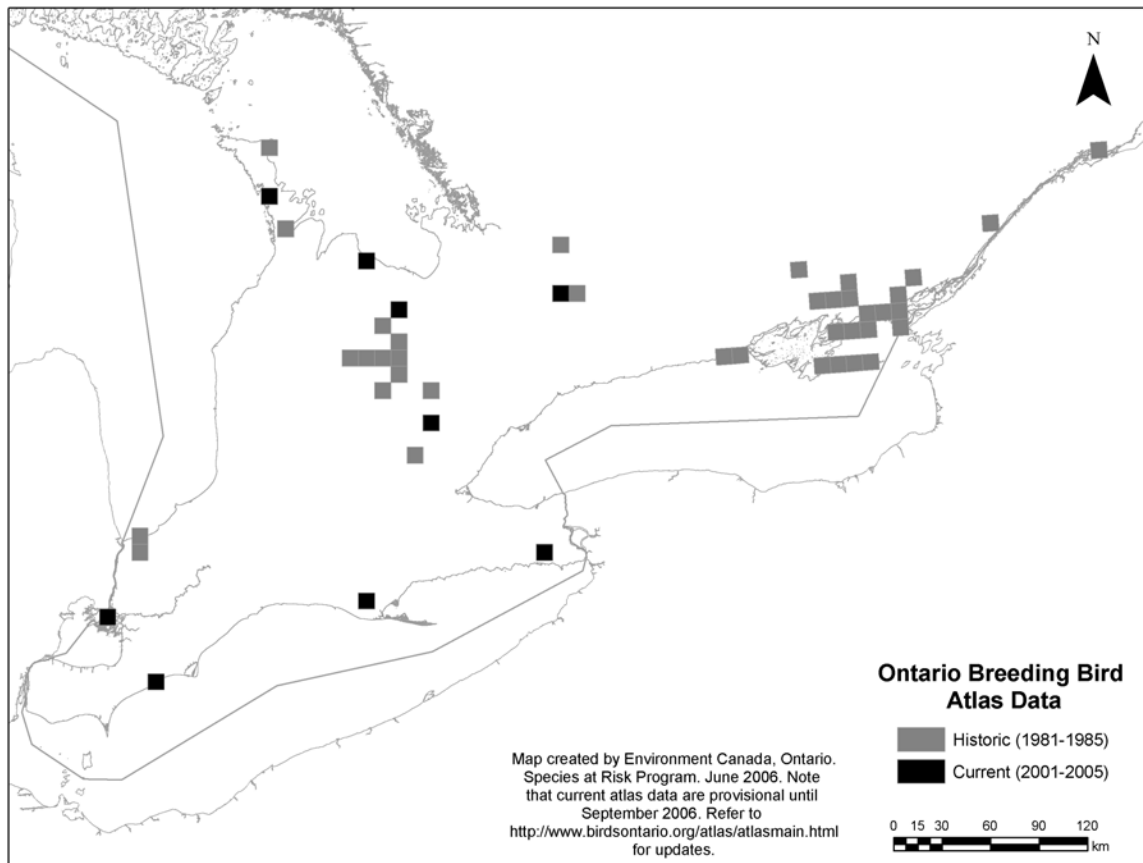 N
Ontario Breeding Bird
Atlas Data
Historic (1981-1985)
Current (2001-2005)
Map created by Environment Canada, Ontario.
Species at Risk Program. June 2006. Note
that current atlas data are provisional until
September 2006. Refer to
http://www.birdsontario.org/atlas/atlasmain.html
for updates.
0 15 30 60 90 120
km